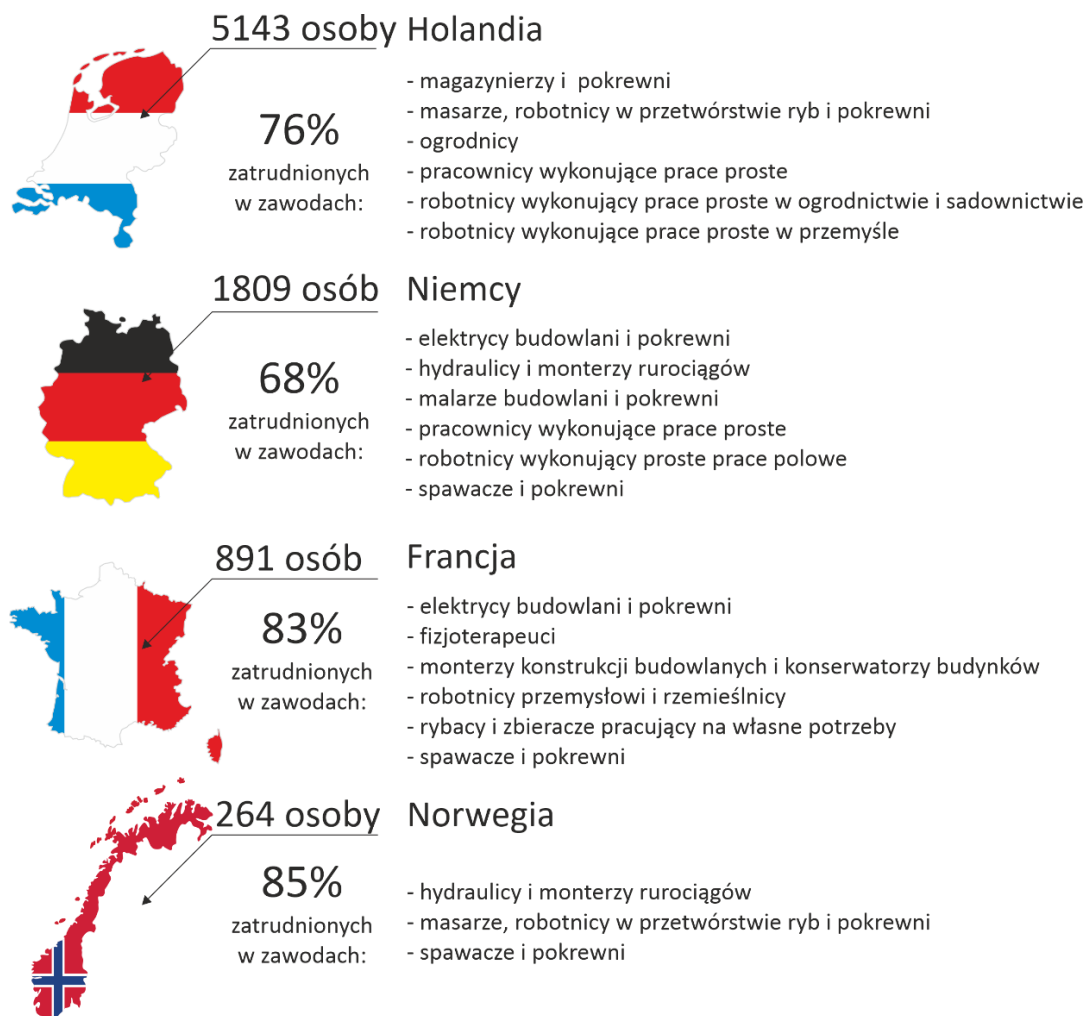 5143 osoby
Holandia
76%
zatrudnionych
w zawodach:
- magazynierzy i pokrewni
- masarze, robotnicy w przetwórstwie ryb i pokrewni
- ogrodnicy
- pracownicy wykonujące prace proste
- robotnicy wykonujący prace proste w ogrodnictwie i sadownictwie
- robotnicy wykonujące prace proste w przemyśle
1809 osób
Niemcy
68%
zatrudnionych
w zawodach:
- elektrycy budowlani i pokrewni
- hydraulicy i monterzy rurociągów
- malarze budowlani i pokrewni
- pracownicy wykonujące prace proste
- robotnicy wykonujący proste prace polowe
- spawacze i pokrewni
891 osób
Francja
83%
zatrudnionych
w zawodach:
- elektrycy budowlani i pokrewni
- fizjoterapeuci
- monterzy konstrukcji budowlanych i konserwatorzy budynków
- robotnicy przemysłowi i rzemieślnicy
- rybacy i zbieracze pracujący na własne potrzeby
- spawacze i pokrewni
264 osoby
Norwegia
85%
zatrudnionych
w zawodach:
- hydraulicy i monterzy rurociągów
- masarze, robotnicy w przetwórstwie ryb i pokrewni
- spawacze i pokrewni